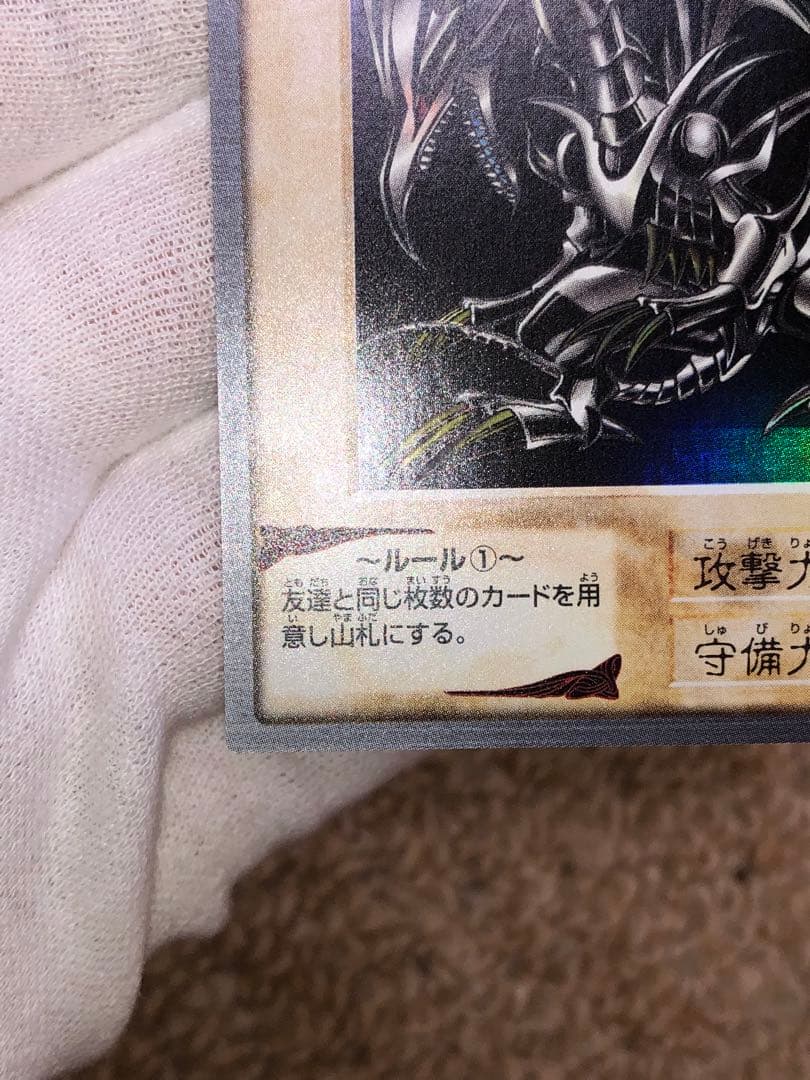 ～ルール①～
友達と同じ枚数のカードを用
意し山札にする。
攻撃力
守備力